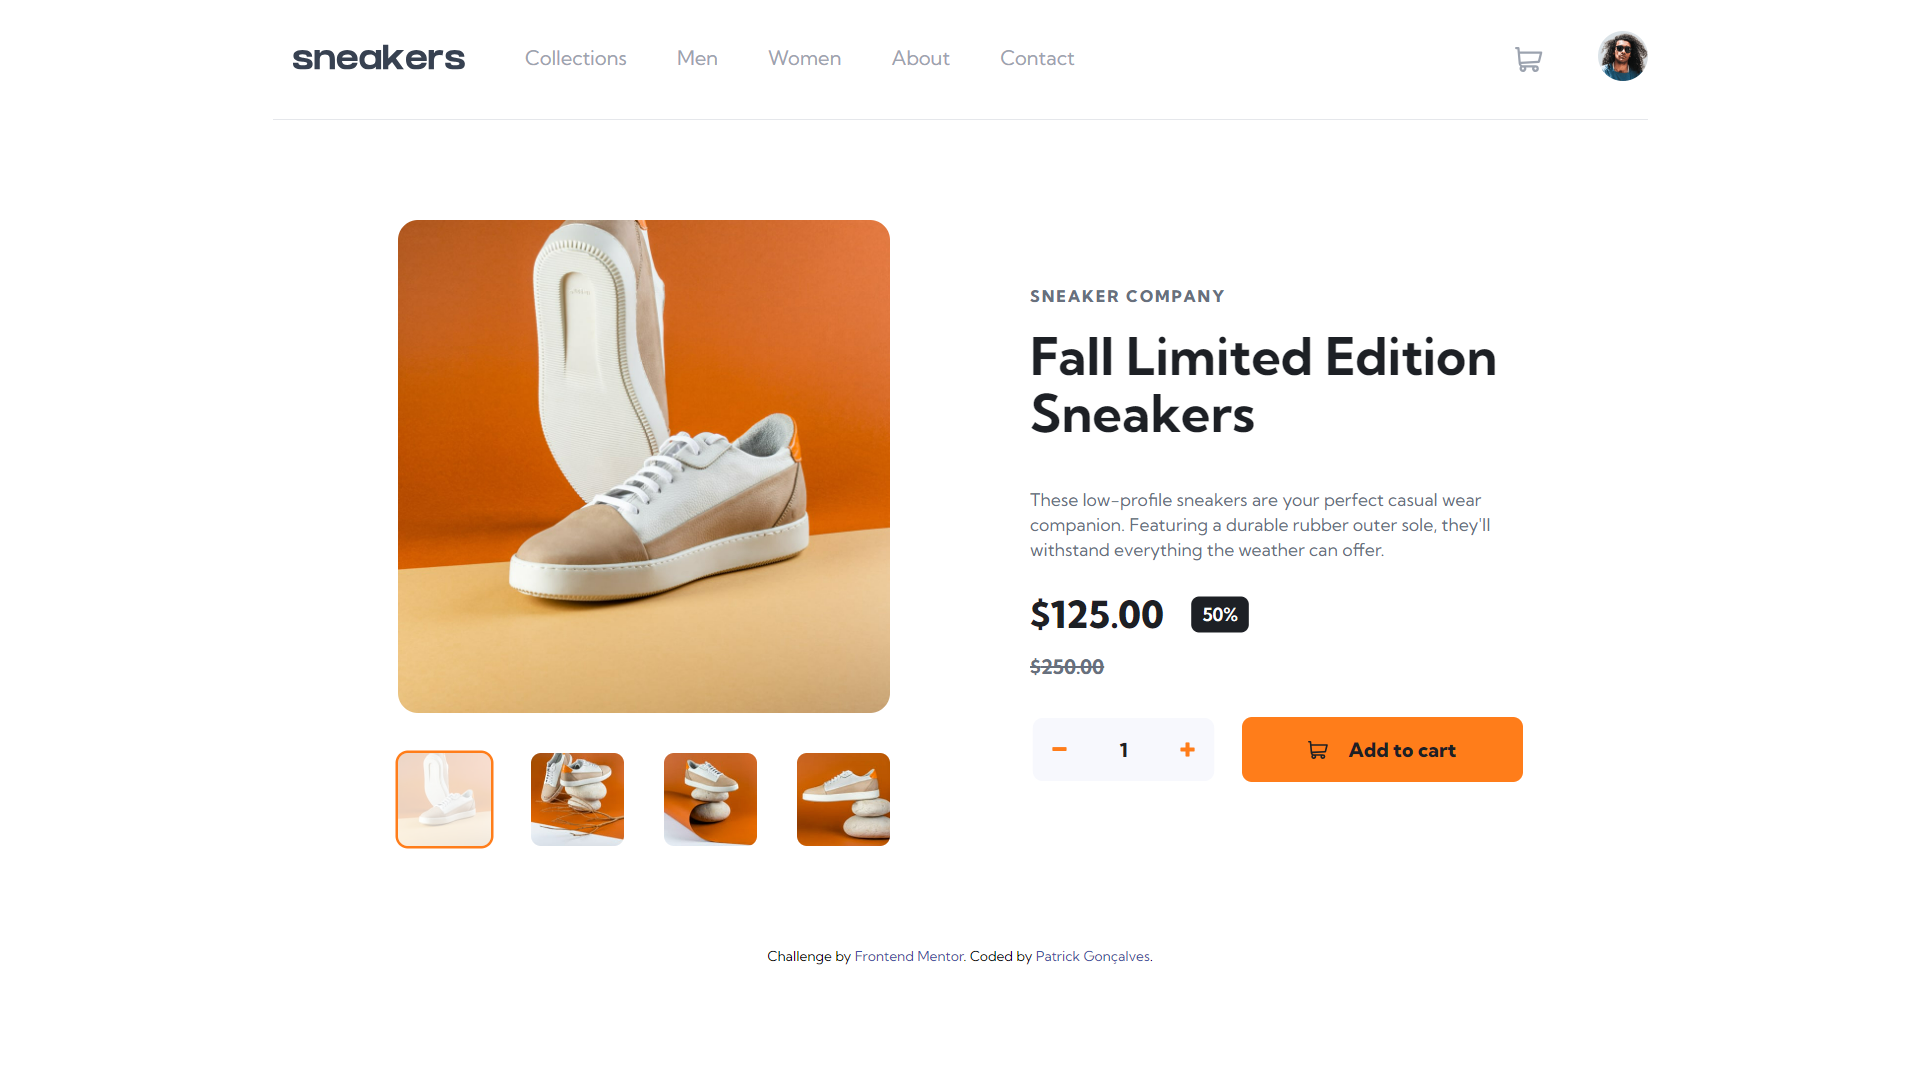 sneakers Collections Men Women About Contact
SNEAKER COMPANY
Fall Limited Edition
Sneakers
These low-profile sneakers are your perfect casual wear
companion. Featuring a durable rubber outer sole, they'll
withstand everything the weather can offer.
$125.00 50%
$250.00
1 Add to cart
Challenge by Frontend Mentor. Coded by Patrick Gonçalves.